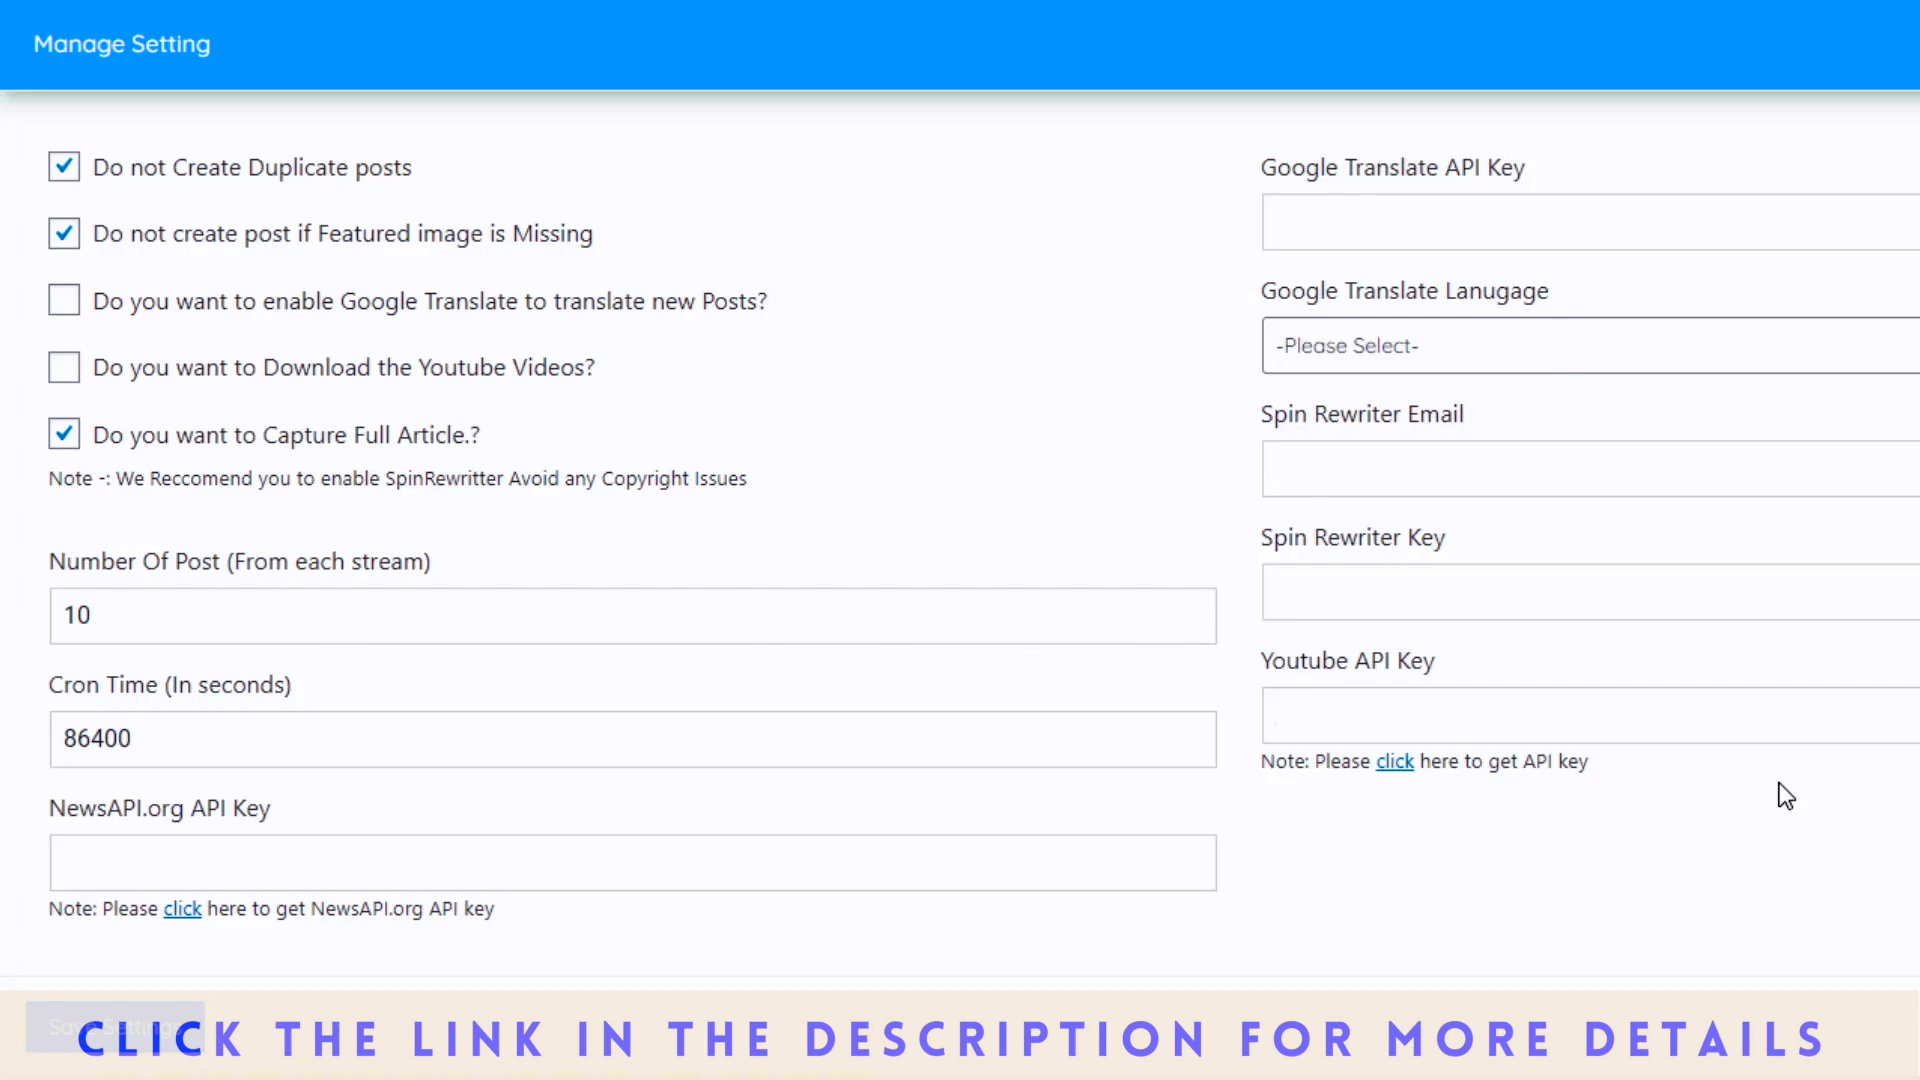 Manage Setting
Do not Create Duplicate posts
Do not create post if Featured image is Missing
Do you want to enable Google Translate to translate new Posts?
Do you want to Download the Youtube Videos?
Do you want to Capture Full Article.?
Note -: We Reccomend you to enable SpinRewritter Avoid any Copyright Issues
Number Of Post (From each stream)
10
Cron Time (In seconds)
86400
NewsAPI.org API Key
Note: Please click here to get NewsAPI.org API key
Google Translate API Key
Google Translate Lanugage
-Please Select-
Spin Rewriter Email
Spin Rewriter Key
Youtube API Key
Note: Please click here to get API key
Save Settings
CLICK THE LINK IN THE DESCRIPTION FOR MORE DETAILS